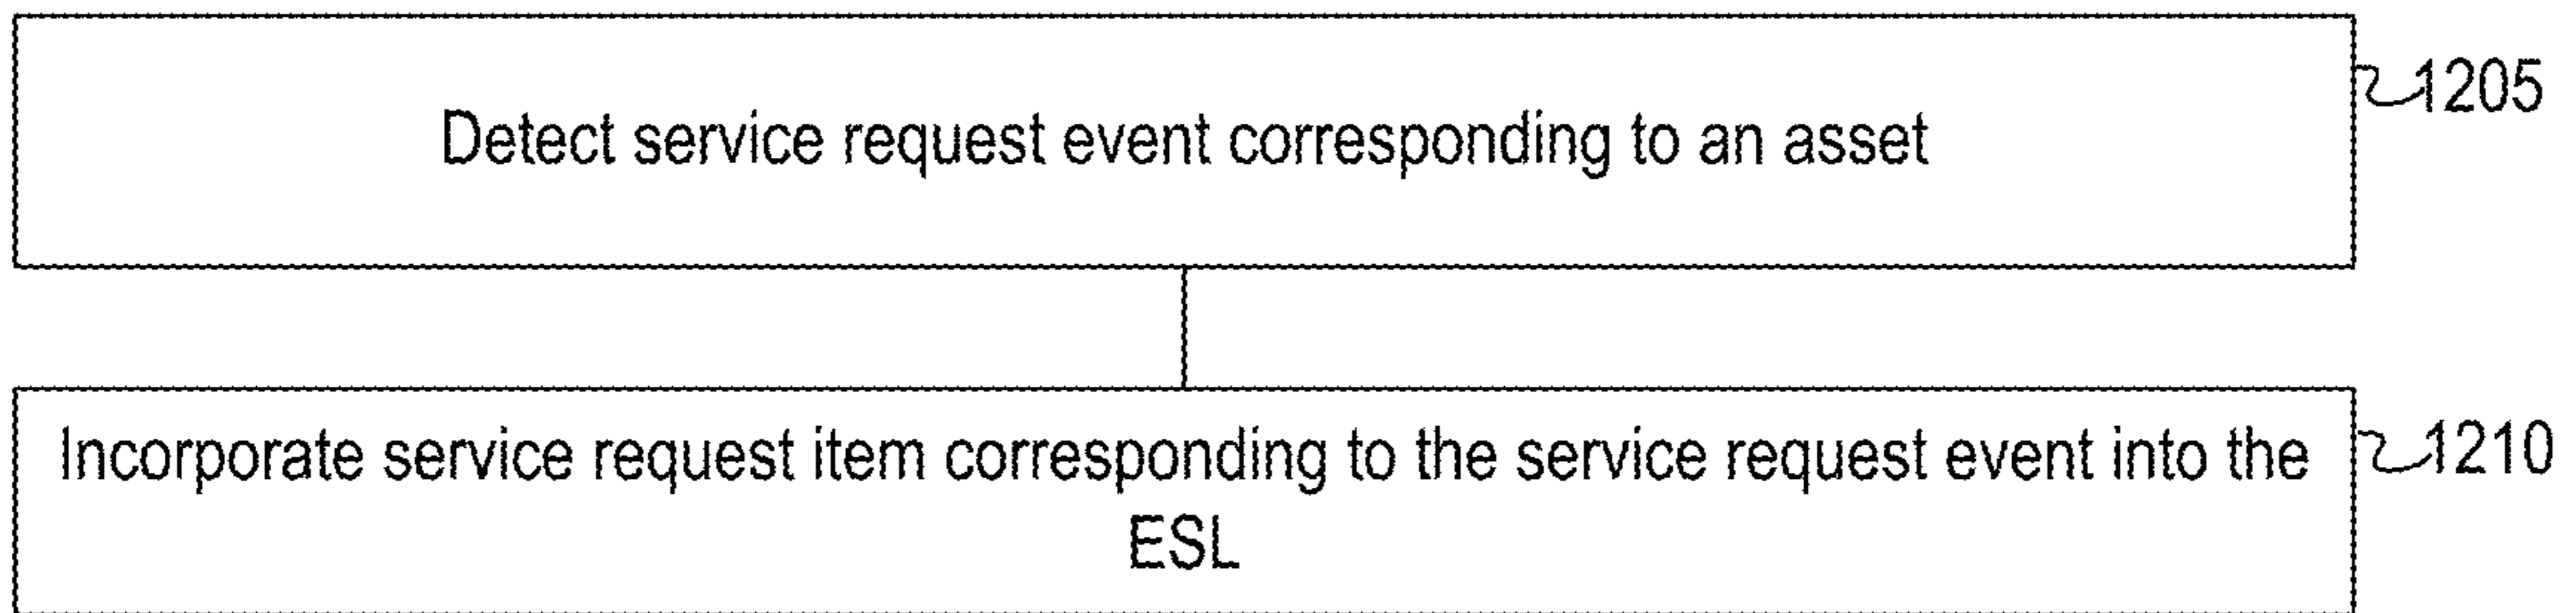 Detect service request event corresponding to an asset
1205
Incorporate service request item corresponding to the service request event into the
ESL
1210